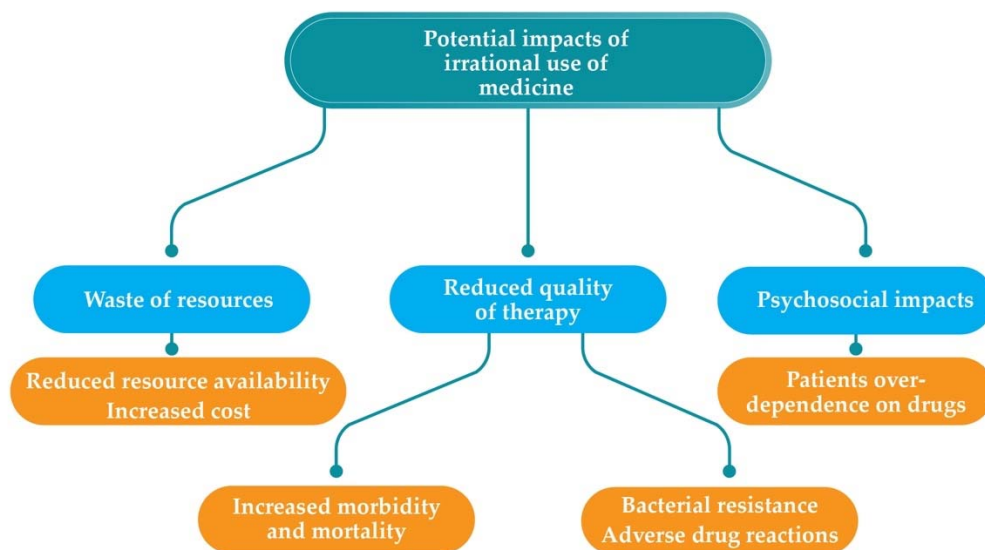 Potential impacts of
irrational use of
medicine
Waste of resources
Reduced quality
of therapy
Psychosocial impacts
Reduced resource availability
Increased cost
Patients over-
dependence on drugs
Increased morbidity
and mortality
Bacterial resistance
Adverse drug reactions